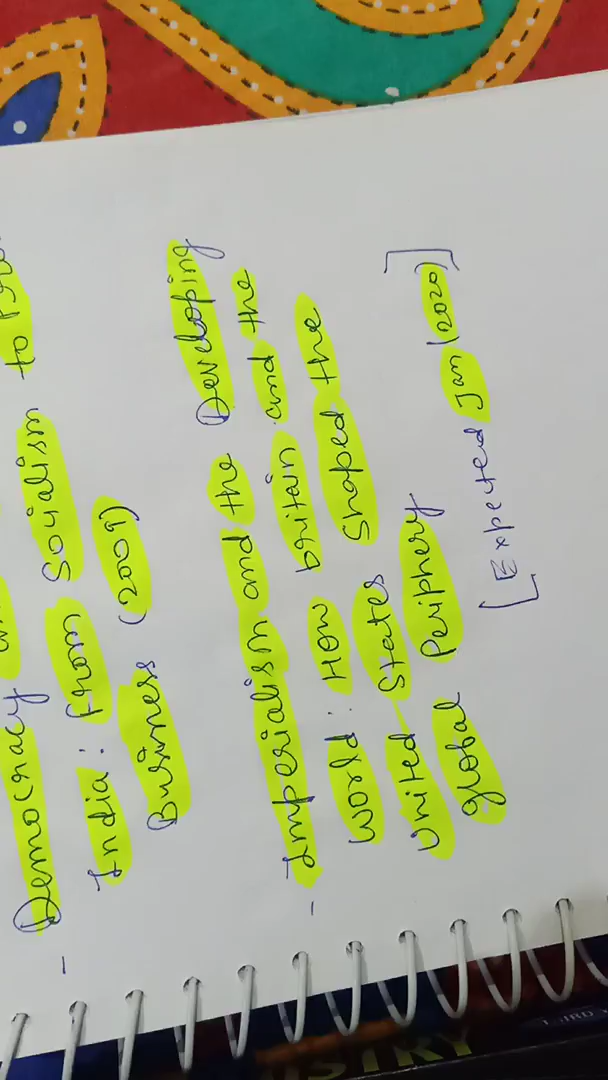 - Democracy
Socialism to
India: From
Business (2009)
- Imperialism and the Developing
World: How britain and the
United States Shaped the
global Periphery
[Expected Jan (2020)]